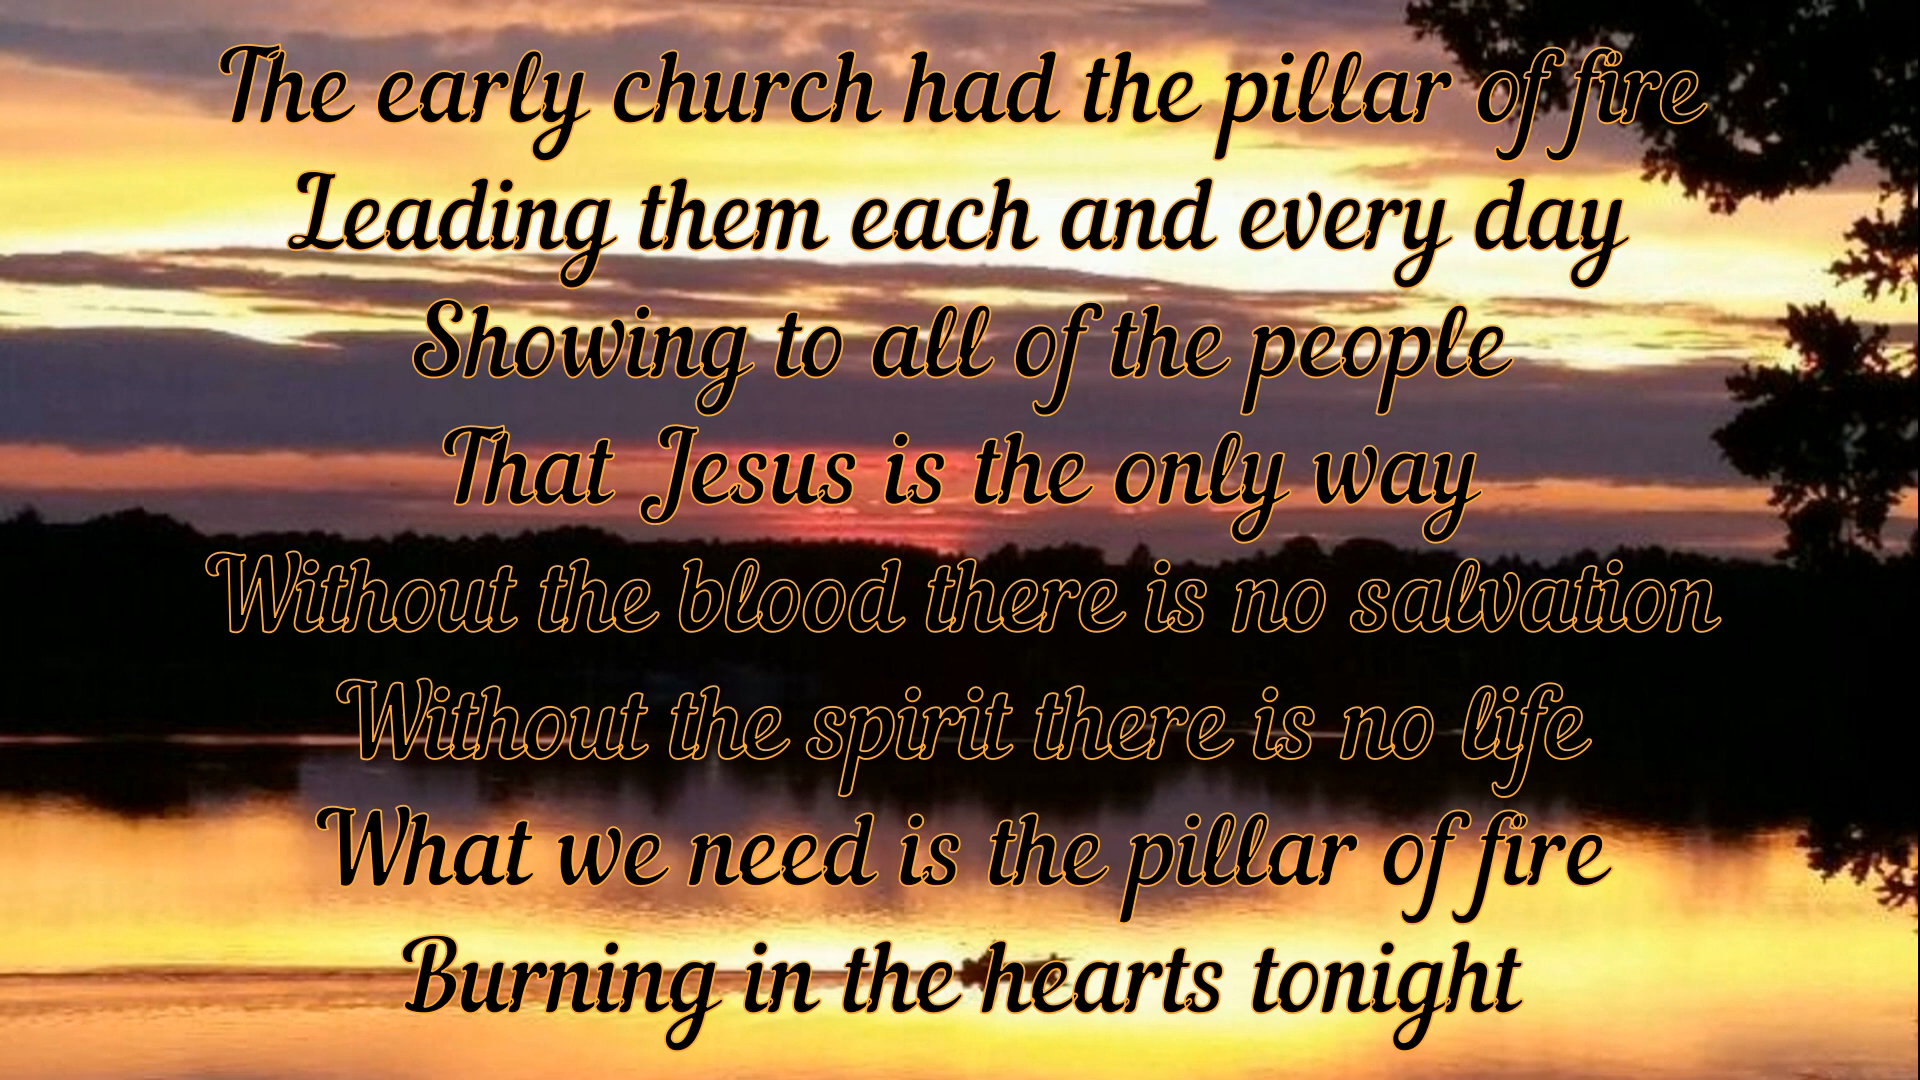 The early church had the pillar of fire
Leading them each and every day
Showing to all of the people
That Jesus is the only way
Without the blood there is no salvation
Without the spirit there is no life
What we need is the pillar of fire
Burning in the hearts tonight